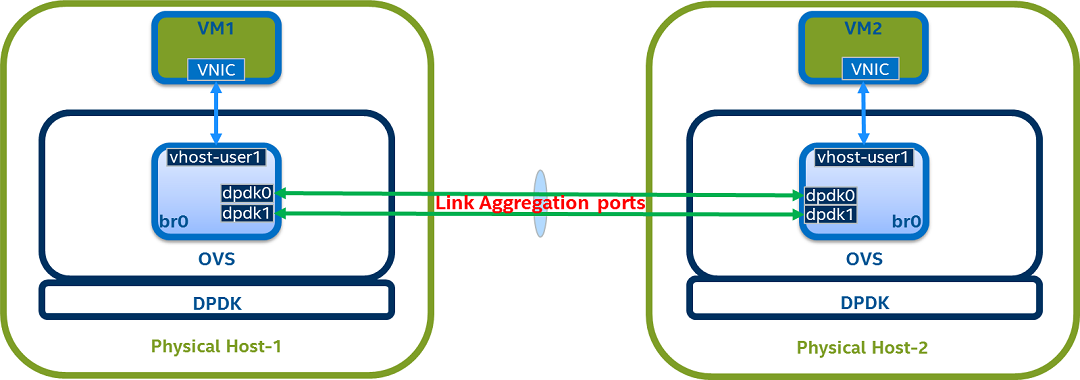 VM1
VNIC
vhost-user1
dpdk0
dpdk1
br0
OVS
DPDK
Physical Host-1
Link Aggregation ports
VM2
VNIC
vhost-user1
dpdk0
dpdk1
br0
OVS
DPDK
Physical Host-2